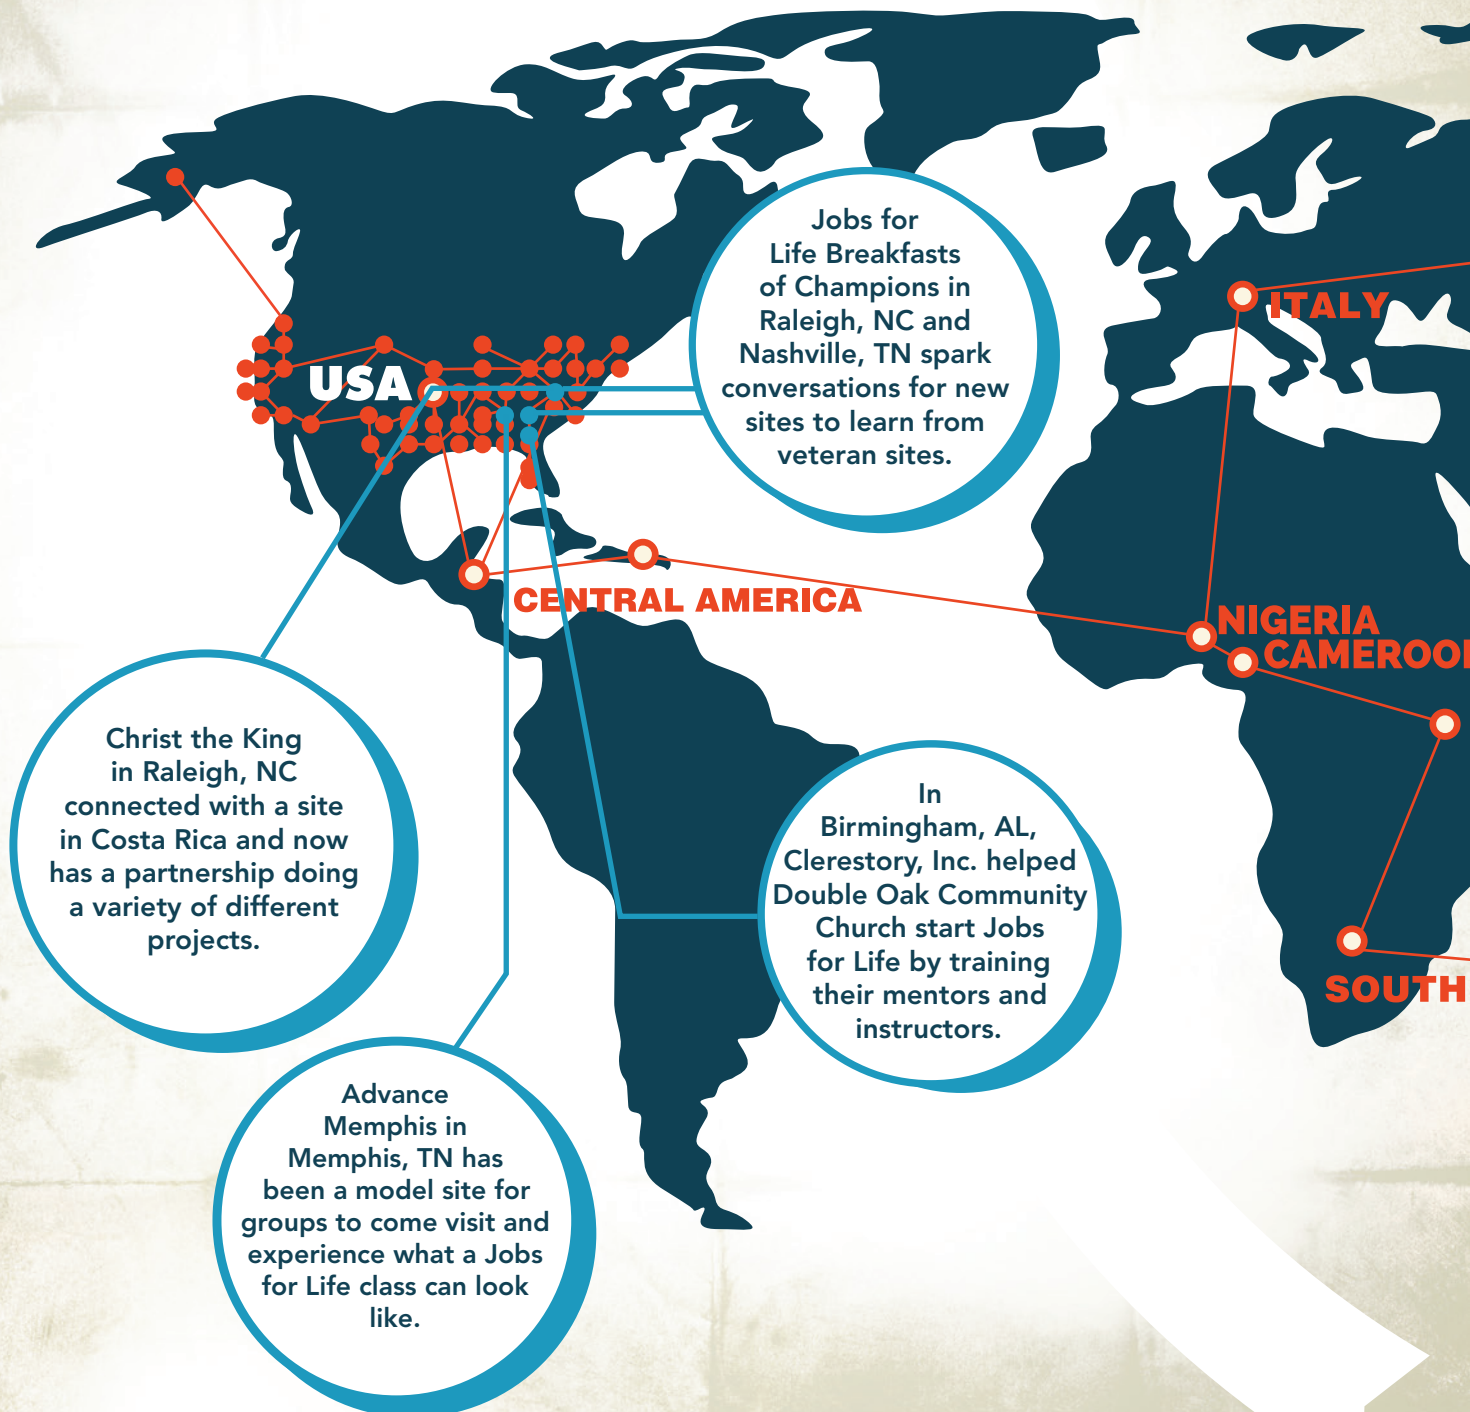 Jobs for
Life Breakfasts
of Champions in
Raleigh, NC and
Nashville, TN spark
conversations for new
sites to learn from
veteran sites.
ITALY
USA
CENTRAL AMERICA
NIGERIA
CAMEROO
SOUTH
Christ the King
in Raleigh, NC
connected with a site
in Costa Rica and now
has a partnership doing
a variety of different
projects.
In
Birmingham, AL,
Clerestory, Inc. helped
Double Oak Community
Church start Jobs
for Life by training
their mentors and
instructors.
Advance
Memphis in
Memphis, TN has
been a model site for
groups to come visit and
experience what a Jobs
for Life class can look
like.